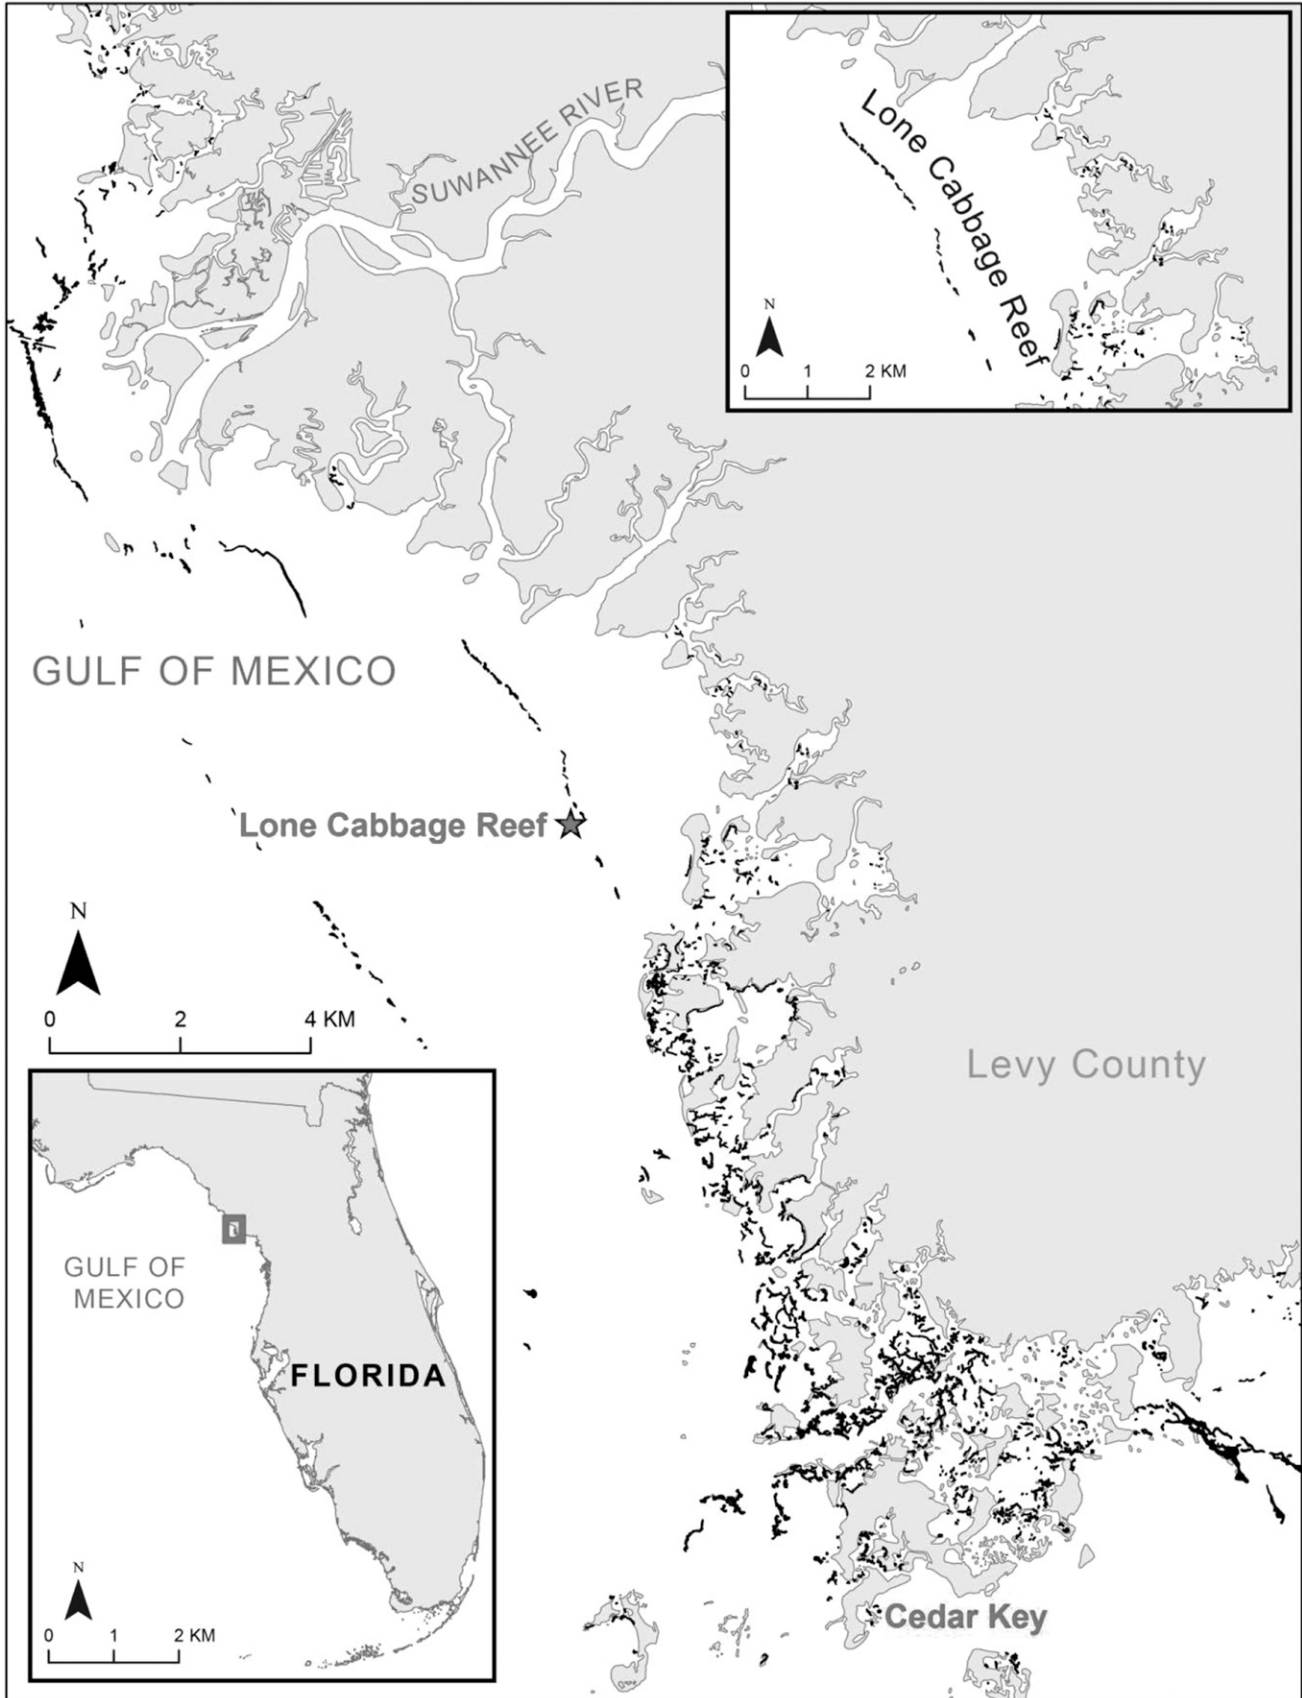 SUWANNEE RIVER
Lone Cabbage Reef
N
0 1 2 KM
GULF OF MEXICO
Lone Cabbage Reef
N
0 2 4 KM
Levy County
GULF OF
MEXICO
FLORIDA
N
0 1 2 KM
Cedar Key